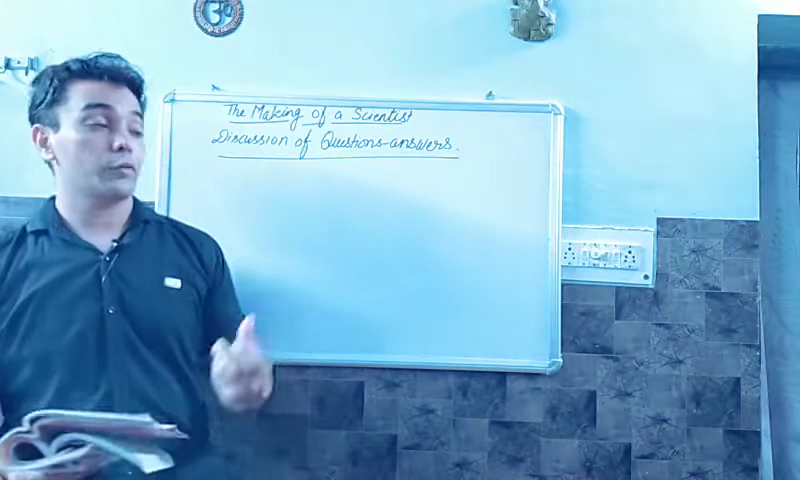 ॐ
The Making of a Scientist
Discussion of Questions-answers.